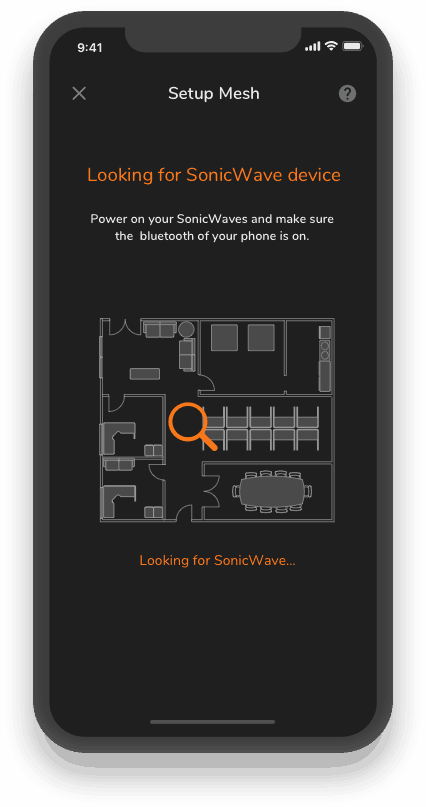 9:41
Setup Mesh
?
Looking for SonicWave device
Power on your SonicWaves and make sure
the bluetooth of your phone is on.
Looking for SonicWave...